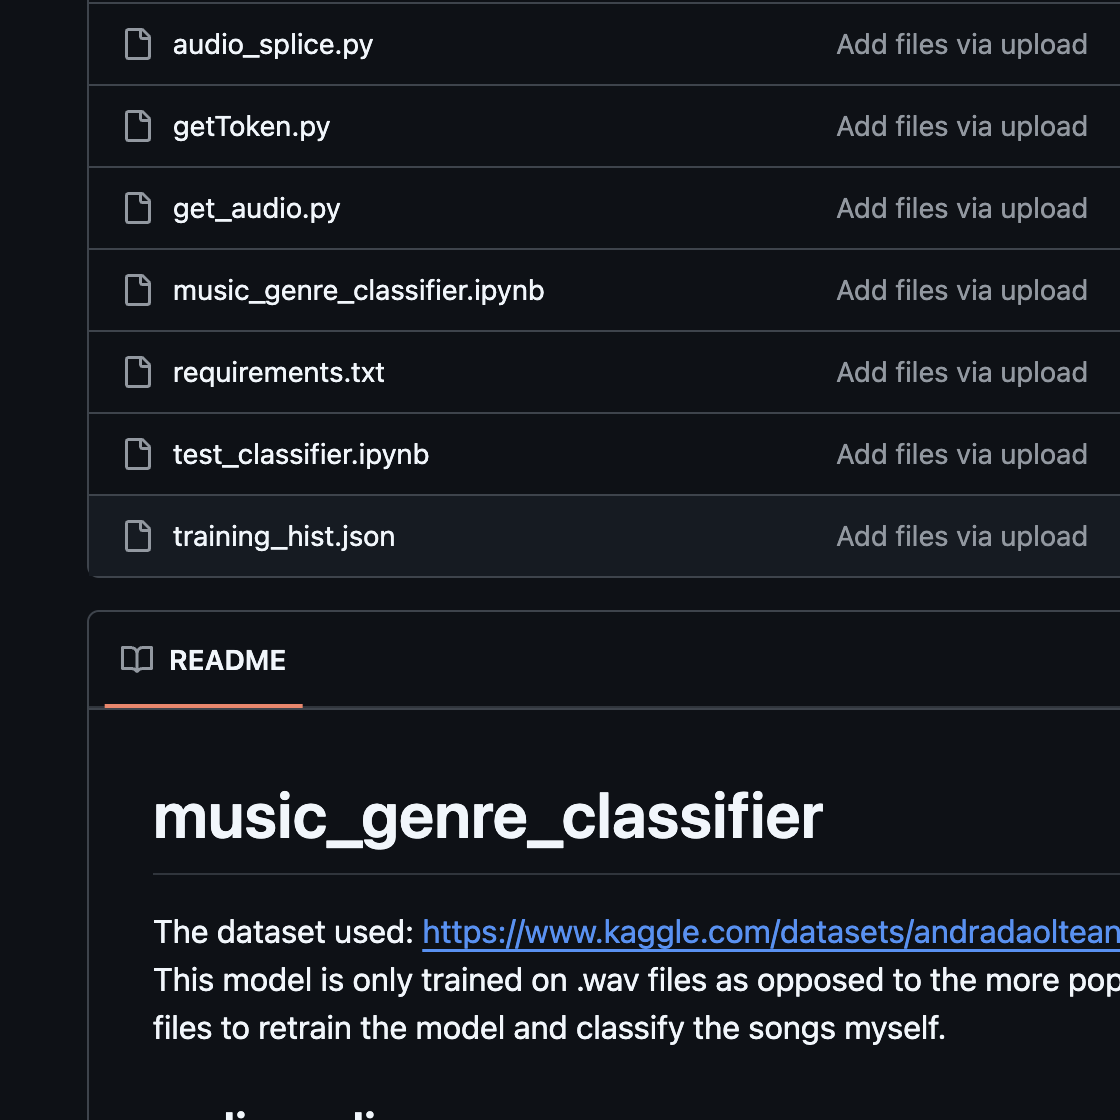 audio_splice.py Add files via upload
getToken.py Add files via upload
get_audio.py Add files via upload
music_genre_classifier.ipynb Add files via upload
requirements.txt Add files via upload
test_classifier.ipynb Add files via upload
training_hist.json Add files via upload
README
music_genre_classifier
The dataset used: https://www.kaggle.com/datasets/andradaoltean
This model is only trained on .wav files as opposed to the more pop
files to retrain the model and classify the songs myself.